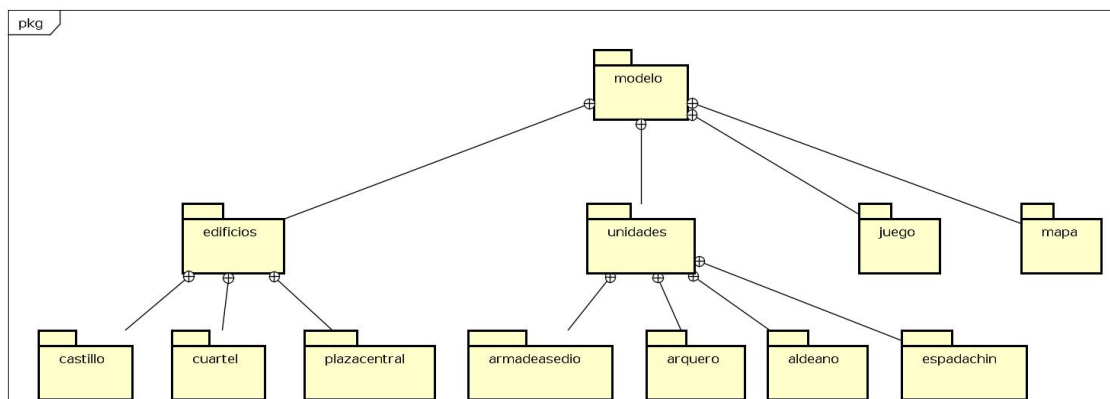 pkg
modelo
edificios
unidades
juego
mapa
castillo
cuartel
plazacentral
armadeasedio
arquero
aldeano
espadachin